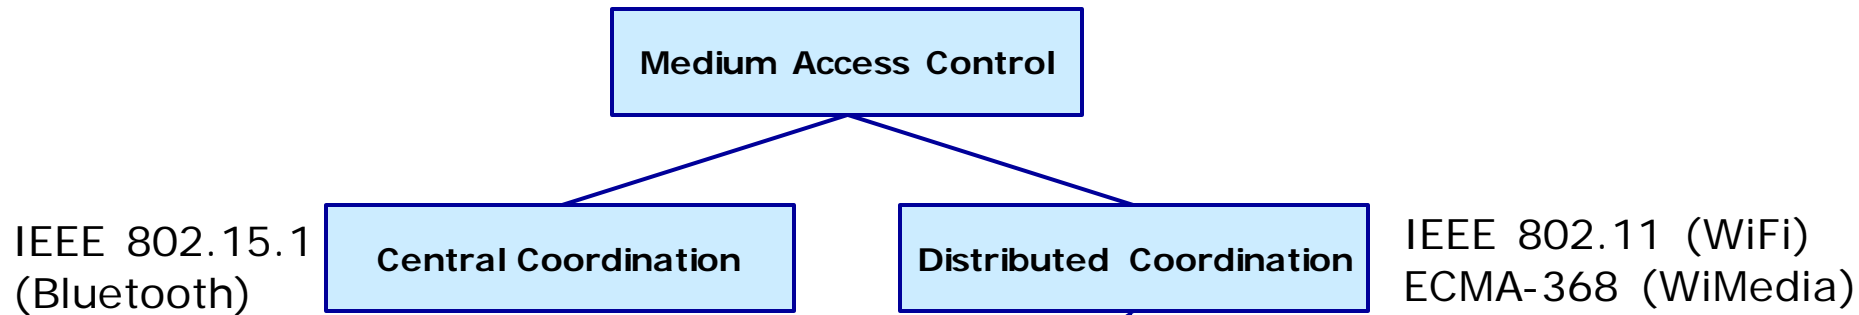 Medium Access Control
IEEE 802.15.1
(Bluetooth)
Central Coordination
Distributed Coordination
IEEE 802.11 (WiFi)
ECMA-368 (WiMedia)